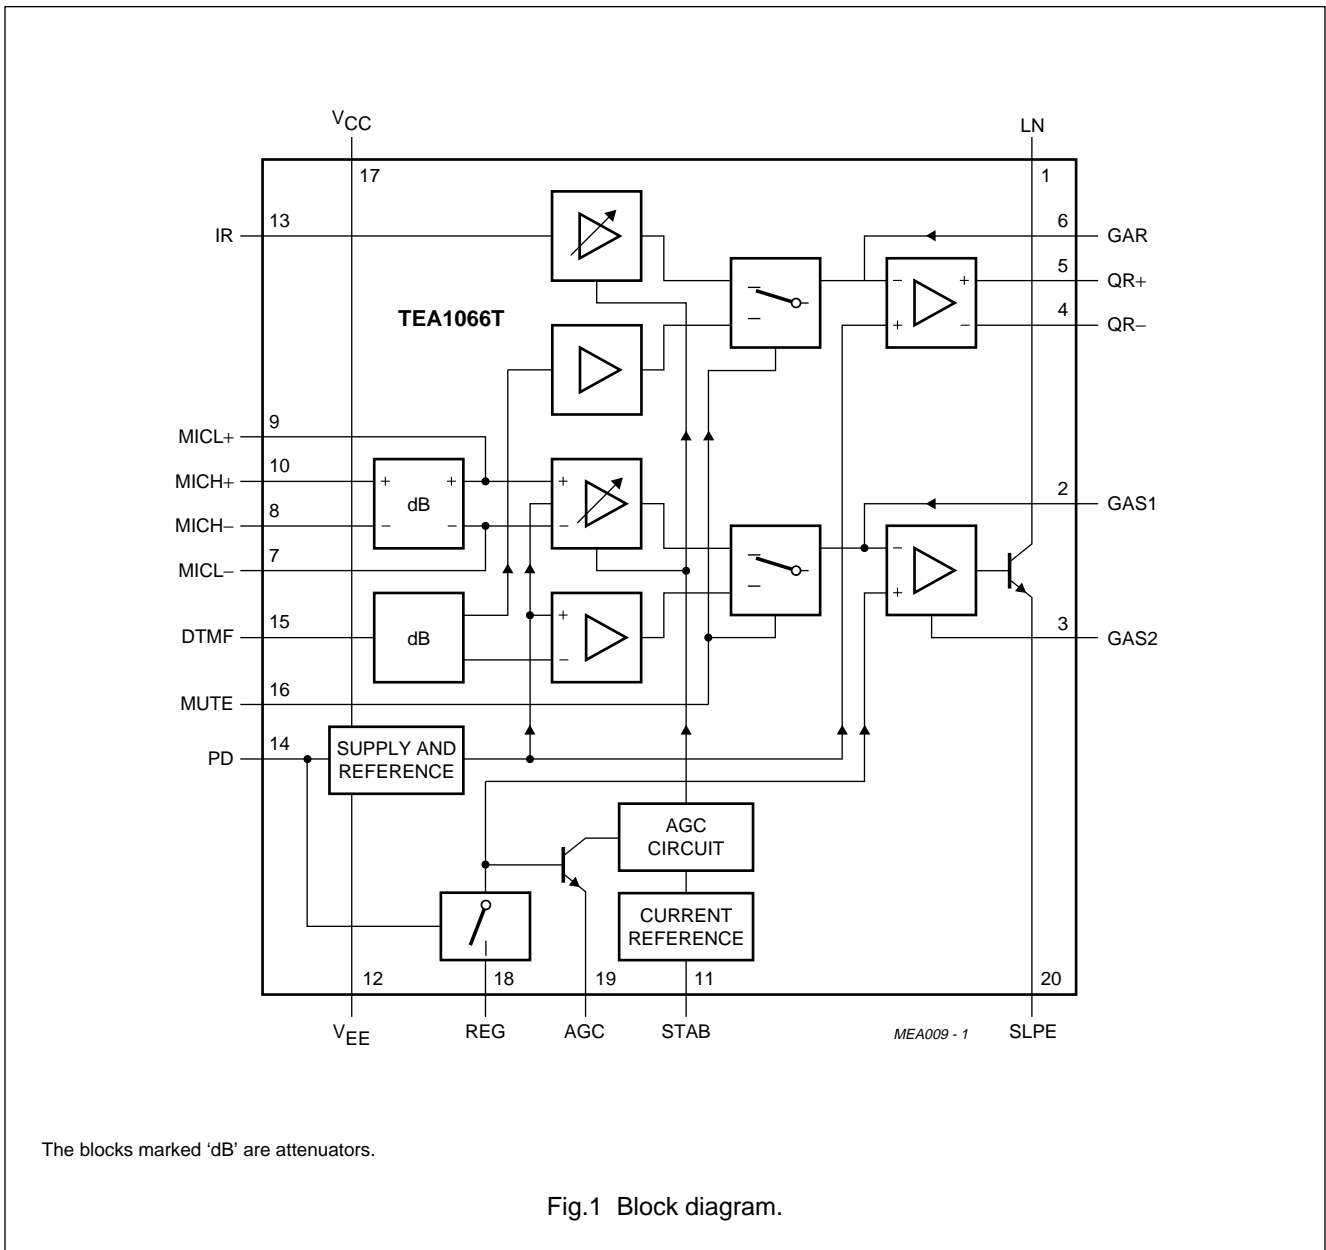 VCC
LN
17
1
IR
13
6
GAR
5
QR+
4
QR−
− +
+ −
TEA1066T
9
MICL+
10
MICH+
8
MICH−
7
MICL−
+ +
dB
− −
+
−
2
GAS1
−
+
3
GAS2
15
DTMF
dB
+
−
16
MUTE
14
PD
SUPPLY AND
REFERENCE
AGC
CIRCUIT
CURRENT
REFERENCE
12
18
19
11
20
VEE
REG
AGC
STAB
MEA009 - 1
SLPE
The blocks marked ‘dB’ are attenuators.
Fig.1 Block diagram.